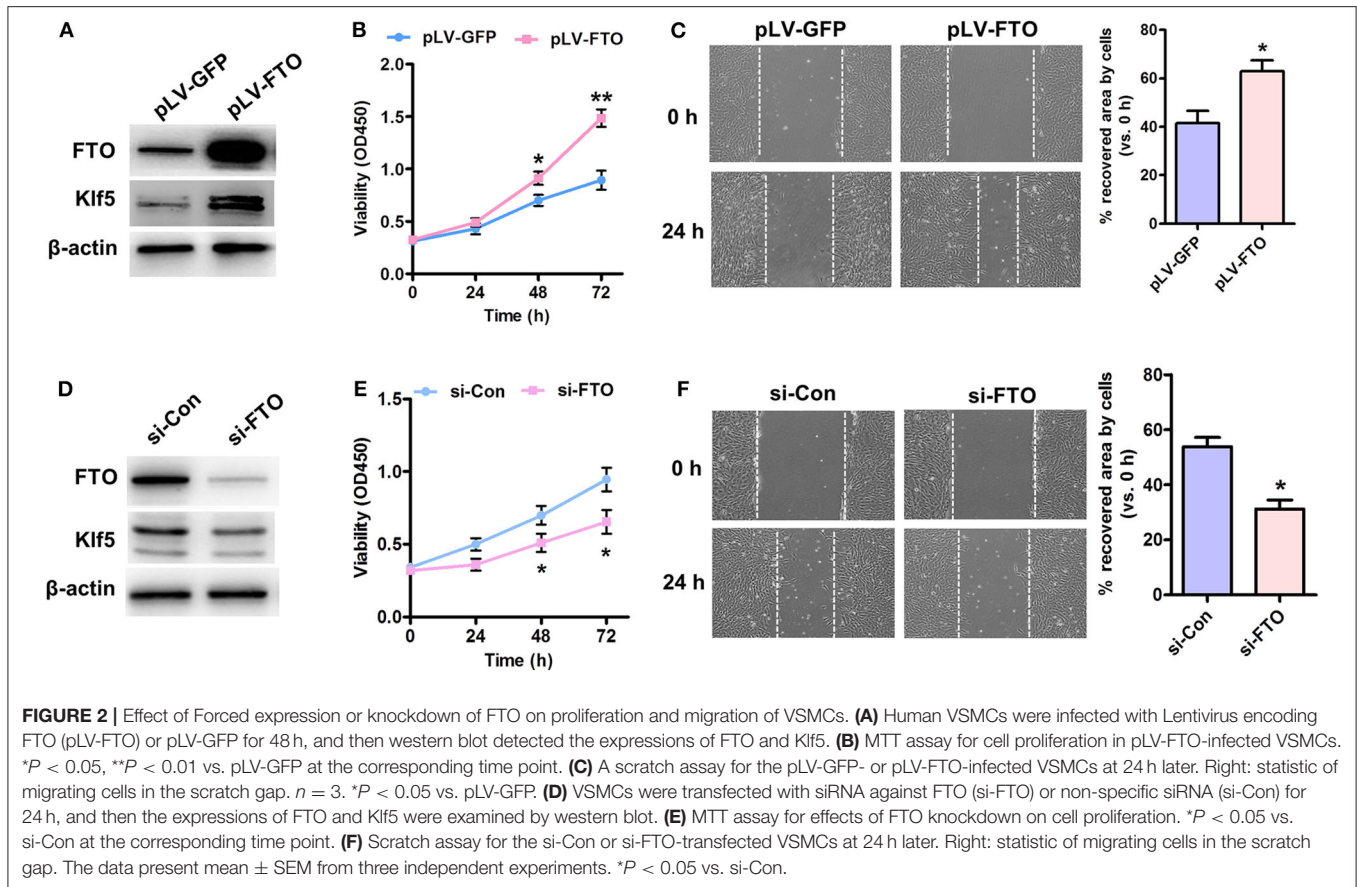 A
pLV-GFP
pLV-FTO
FTO
Klf5
β-actin
B
pLV-GFP
pLV-FTO
Viability (OD450)
2.0
1.5
1.0
0.5
0.0
*
**
0
24
48
72
Time (h)
C
pLV-GFP
pLV-FTO
0 h
24 h
% recovered area by cells
(vs. 0 h)
80
60
40
20
0
*
pLV-GFP
pLV-FTO
D
si-Con
si-FTO
FTO
Klf5
β-actin
E
si-Con
si-FTO
Viability (OD450)
1.5
1.0
0.5
0.0
*
*
0
24
48
72
Time (h)
F
si-Con
si-FTO
0 h
24 h
% recovered area by cells
(vs. 0 h)
80
60
40
20
0
*
si-Con
si-FTO
FIGURE 2 | Effect of Forced expression or knockdown of FTO on proliferation and migration of VSMCs. (A) Human VSMCs were infected with Lentivirus encoding
FTO (pLV-FTO) or pLV-GFP for 48 h, and then western blot detected the expressions of FTO and Klf5. (B) MTT assay for cell proliferation in pLV-FTO-infected VSMCs.
*P < 0.05, **P < 0.01 vs. pLV-GFP at the corresponding time point. (C) A scratch assay for the pLV-GFP- or pLV-FTO-infected VSMCs at 24 h later. Right: statistic of
migrating cells in the scratch gap. n = 3. *P < 0.05 vs. pLV-GFP. (D) VSMCs were transfected with siRNA against FTO (si-FTO) or non-specific siRNA (si-Con) for
24 h, and then the expressions of FTO and Klf5 were examined by western blot. (E) MTT assay for effects of FTO knockdown on cell proliferation. *P < 0.05 vs.
si-Con at the corresponding time point. (F) Scratch assay for the si-Con or si-FTO-transfected VSMCs at 24 h later. Right: statistic of migrating cells in the scratch
gap. The data present mean ± SEM from three independent experiments. *P < 0.05 vs. si-Con.